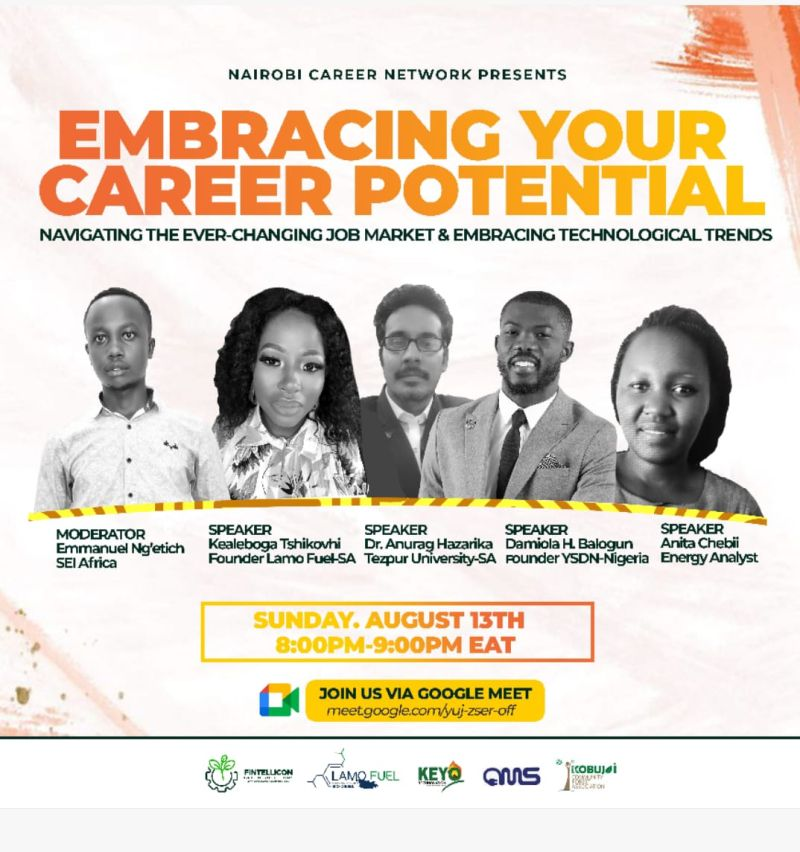 NAIROBI CAREER NETWORK PRESENTS
EMBRACING YOUR
CAREER POTENTIAL
NAVIGATING THE EVER-CHANGING JOB MARKET & EMBRACING TECHNOLOGICAL TRENDS
MODERATOR
Emmanuel Ng'etich
SEI Africa
SPEAKER
Kealeboga Tshikovhi
Founder Lamo Fuel-SA
SPEAKER
Dr. Anurag Hazarika
Tezpur University-SA
SPEAKER
Damiola H. Balogun
Founder YSDN-Nigeria
SPEAKER
Anita Chebii
Energy Analyst
SUNDAY. AUGUST 13TH
8:00PM-9:00PM EAT
JOIN US VIA GOOGLE MEET
meet.google.com/yuj-zser-off
FINTELLICON
LAMO FUEL
KEYO
QMS
COMMUNITY
ASSOCIATION